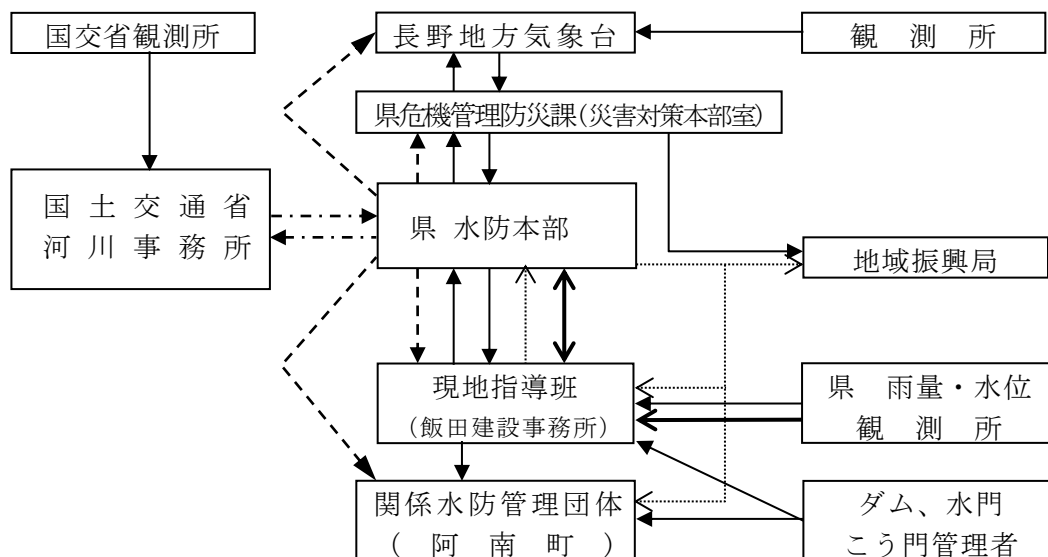 国交省観測所
長野地方気象台
観測所
県危機管理防災課(災害対策本部室)
国土交通省
河川事務所
県 水防本部
地域振興局
現地指導班
(飯田建設事務所)
県 雨量・水位
観測所
関係水防管理団体
(阿南町)
ダム、水門
こう門管理者